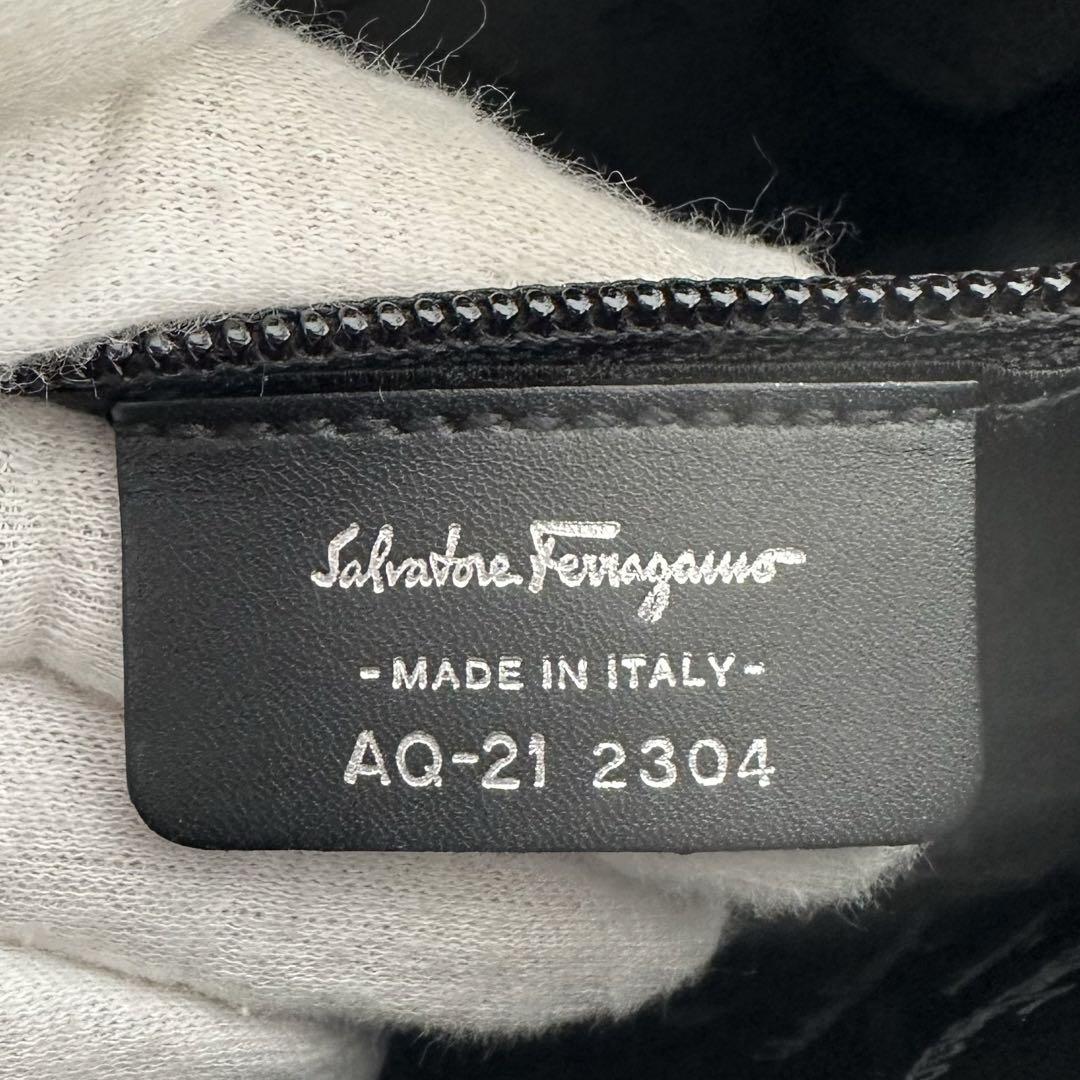 Salvatore Ferragamo
-MADE IN ITALY-
AQ-21 2304